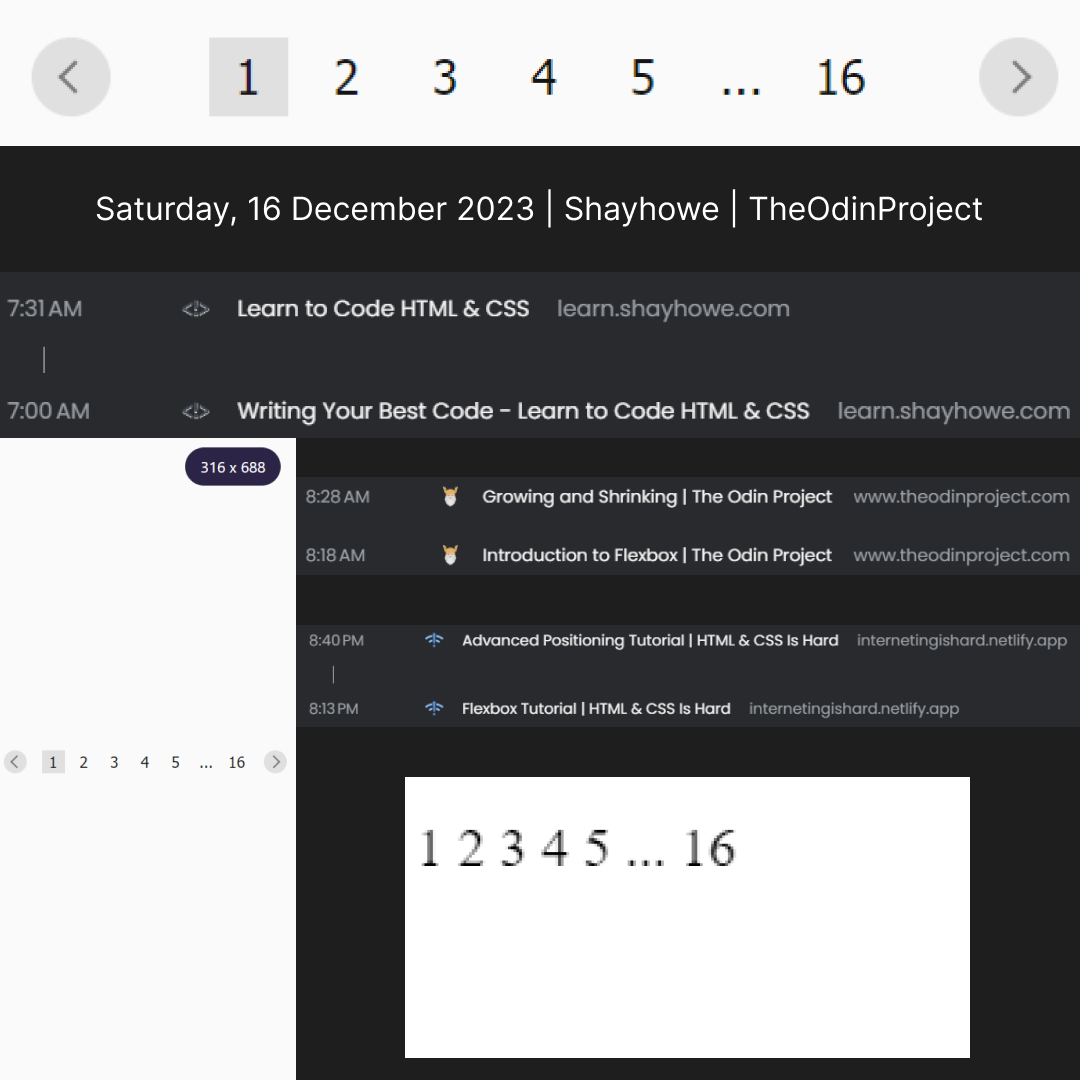 1 2 3 4 5 ... 16
Saturday, 16 December 2023 | Shayhowe | TheOdinProject
7:31 AM Learn to Code HTML & CSS learn.shayhowe.com
7:00 AM Writing Your Best Code - Learn to Code HTML & CSS learn.shayhowe.com
316 x 688
8:28 AM Growing and Shrinking | The Odin Project www.theodinproject.com
8:18 AM Introduction to Flexbox | The Odin Project www.theodinproject.com
8:40 PM Advanced Positioning Tutorial | HTML & CSS Is Hard internetingishard.netlify.app
8:13 PM Flexbox Tutorial | HTML & CSS Is Hard internetingishard.netlify.app
1 2 3 4 5 ... 16
1 2 3 4 5 ... 16